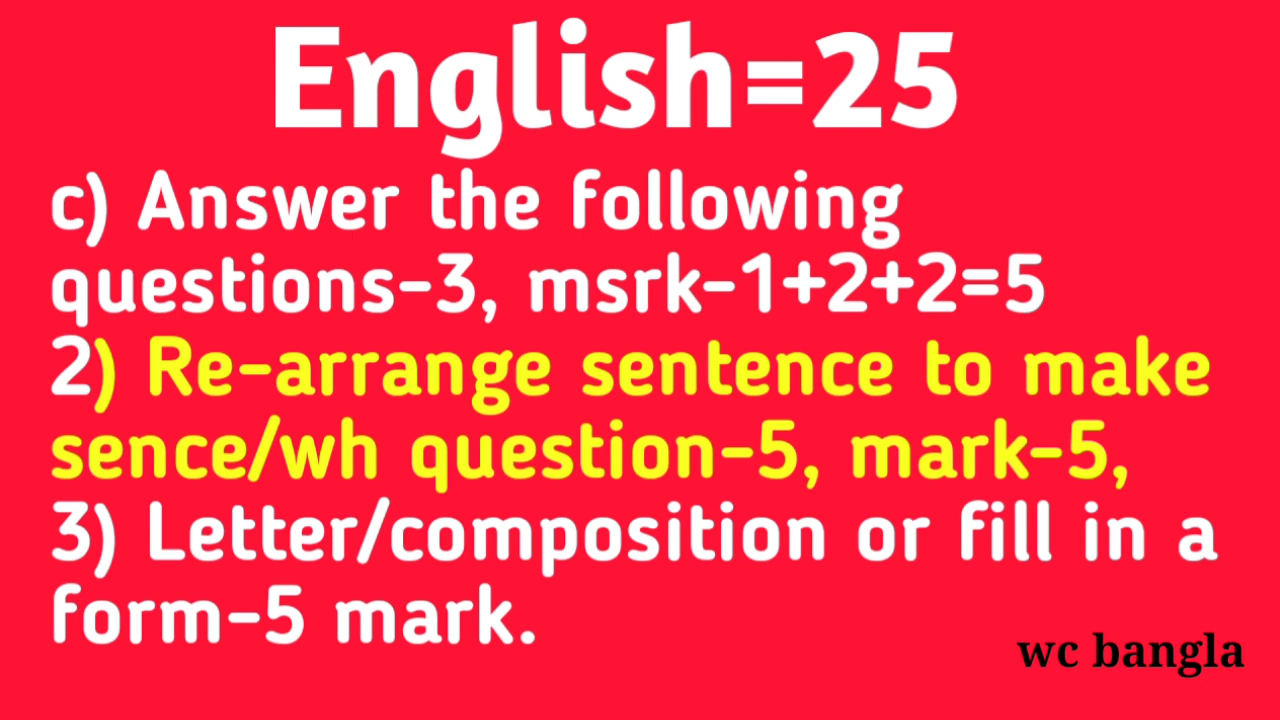 English=25
c) Answer the following
questions-3, msrk-1+2+2=5
2) Re-arrange sentence to make
sence/wh question-5, mark-5,
3) Letter/composition or fill in a
form-5 mark.
wc bangla